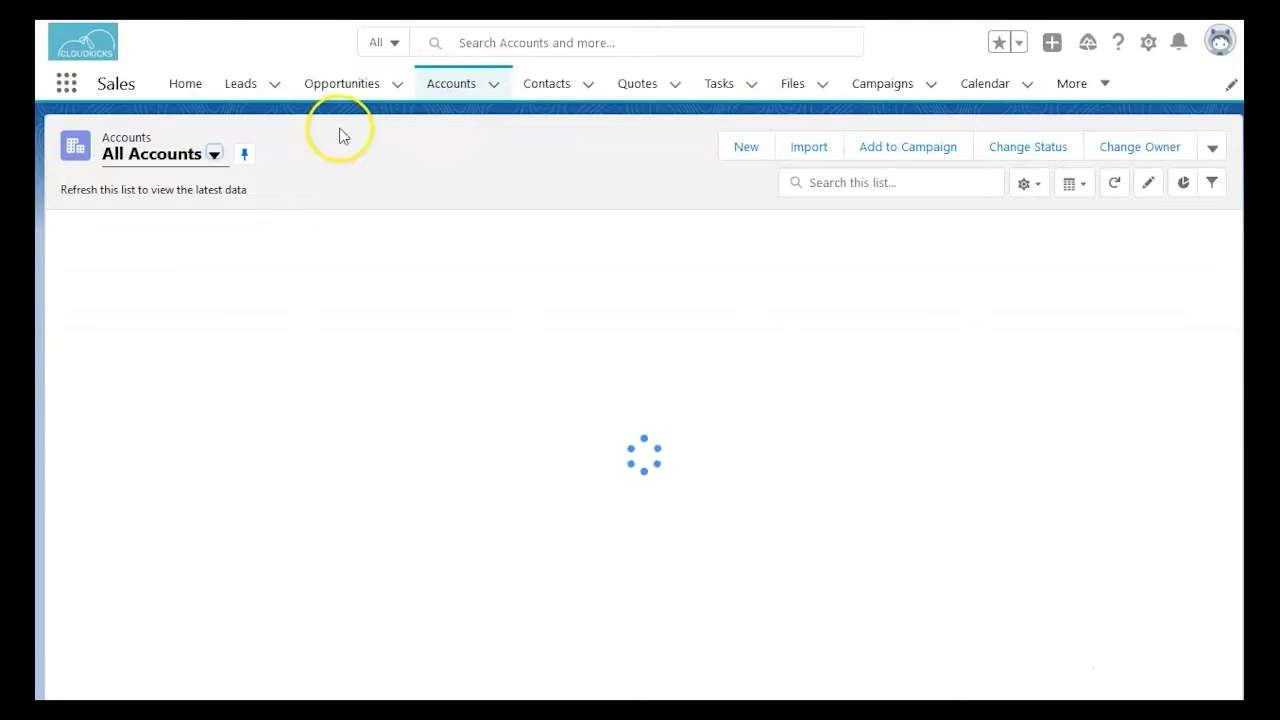 CLOUDKICKS
All
Search Accounts and more...
Sales Home Leads Opportunities Accounts Contacts Quotes Tasks Files Campaigns Calendar More
Accounts
All Accounts
New Import Add to Campaign Change Status Change Owner
Refresh this list to view the latest data
Search this list...